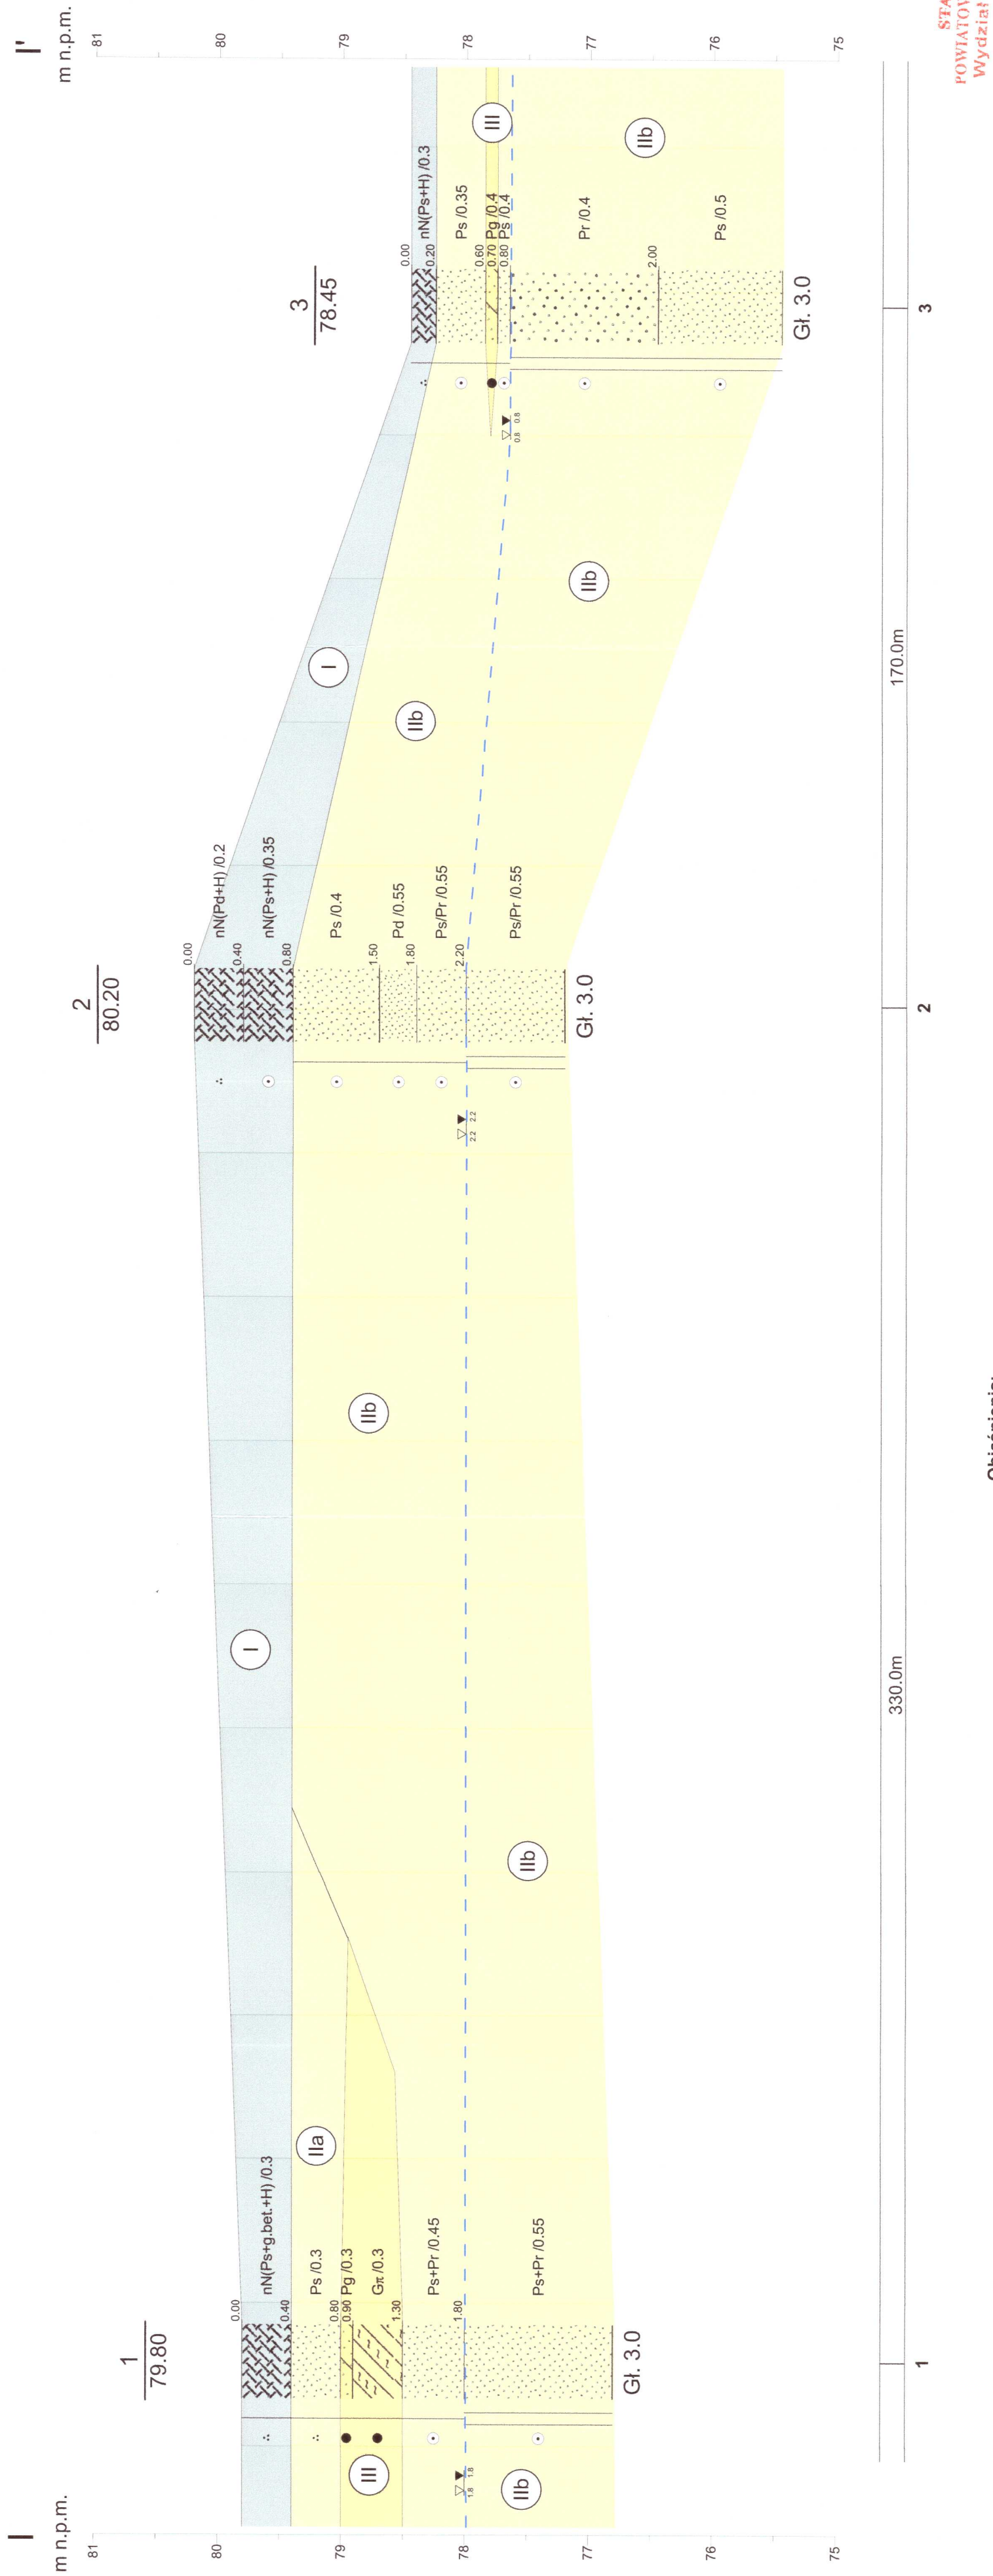 I
m n.p.m.
I'
m n.p.m.
81
80
79
78
77
76
75
81
80
79
78
77
76
75
1
79.80
0.00
nN(Ps+g.bet.+H) /0.3
0.40
Ps /0.3
0.80
Pg /0.3
0.90
Gπ /0.3
1.30
Ps+Pr /0.45
1.80
Ps+Pr /0.55
Gł. 3.0
1.8
1.8
III
IIb
IIa
I
IIb
IIb
2
80.20
0.00
nN(Pd+H) /0.2
0.40
nN(Ps+H) /0.35
0.80
Ps /0.4
1.50
Pd /0.55
1.80
Ps/Pr /0.55
2.20
Ps/Pr /0.55
Gł. 3.0
2.2
2.2
I
IIb
IIb
3
78.45
0.00
nN(Ps+H) /0.3
0.20
Ps /0.35
0.60
Pg /0.4
0.70
Ps /0.4
0.80
Pr /0.4
2.00
Ps /0.5
Gł. 3.0
0.8
0.8
III
IIb
330.0m
170.0m
1
2
3
POWIATOW
Wydział